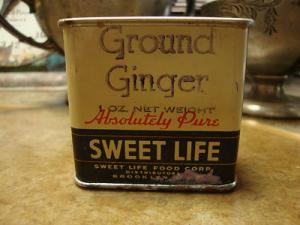 Ground
Ginger
1 OZ. NET WEIGHT
Absolutely Pure
SWEET LIFE
SWEET LIFE FOOD CORP.
DISTRIBUTORS
BROOKLYN